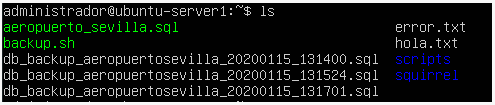 administrador@ubuntu-server1:~$ ls
aeropuerto_sevilla.sql error.txt
backup.sh hola.txt
db_backup_aeropuertosevilla_20200115_131400.sql scripts
db_backup_aeropuertosevilla_20200115_131524.sql squirrel
db_backup_aeropuertosevilla_20200115_131701.sql